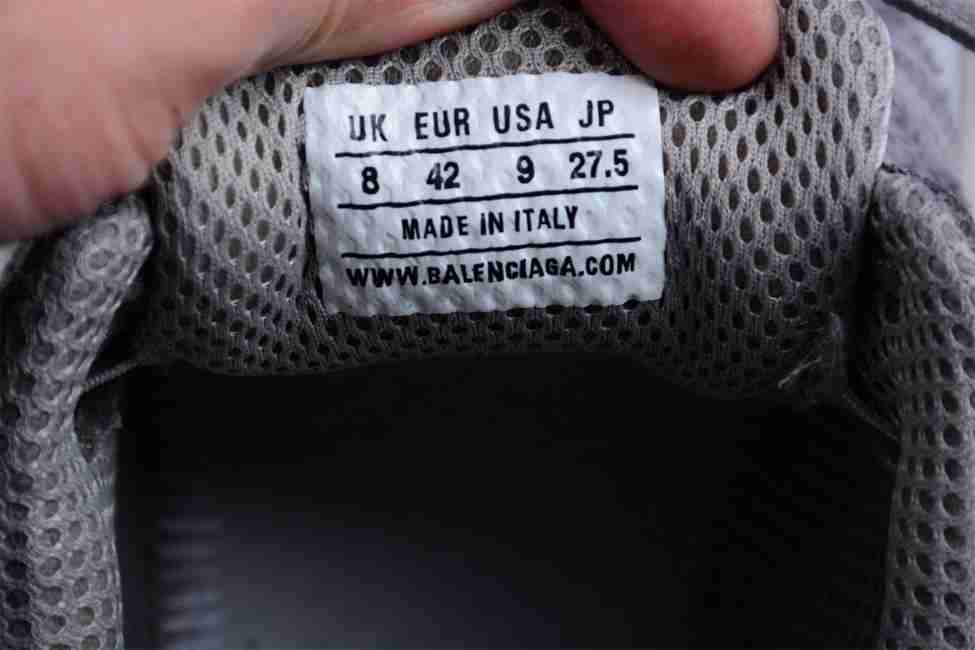 UK EUR USA JP
8 42 9 27.5
MADE iN ITALY
WWW.BALENCIAGA.COM